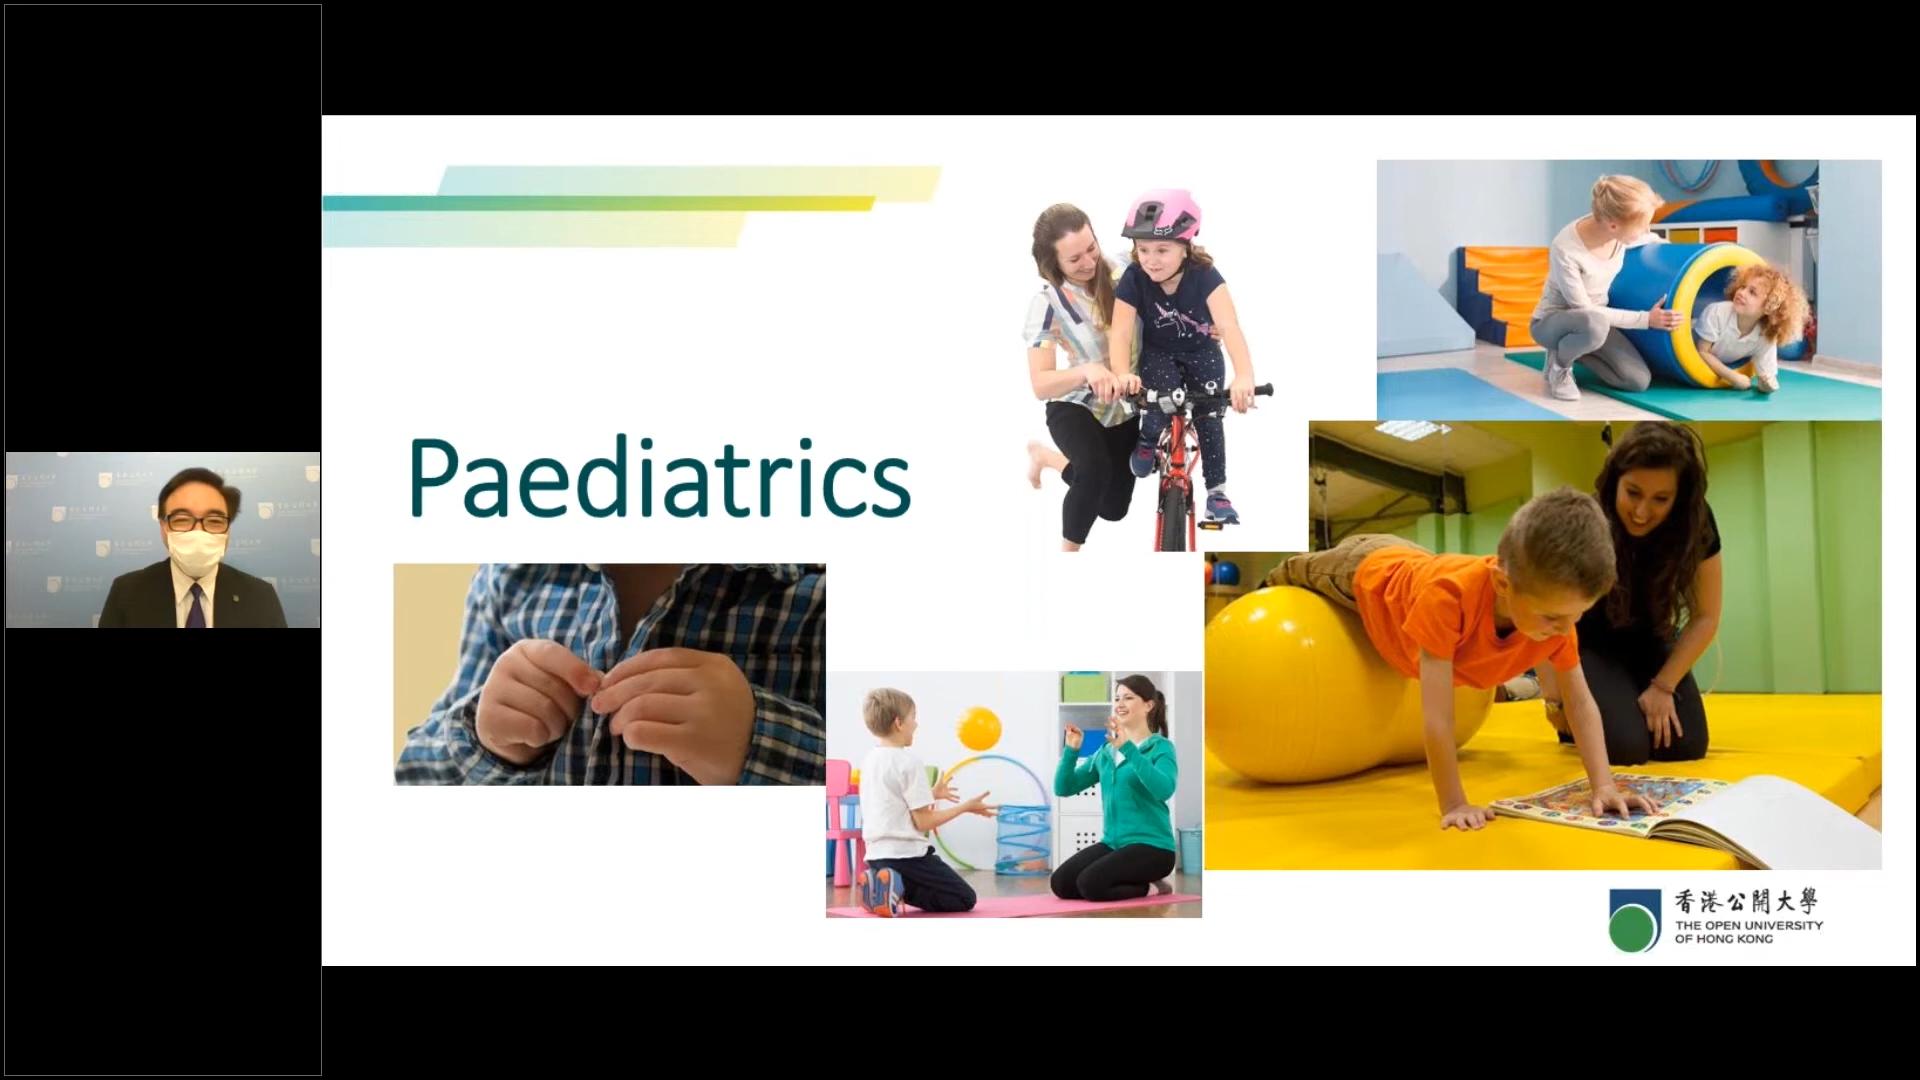 Paediatrics
香港公開大學
THE OPEN UNIVERSITY
OF HONG KONG